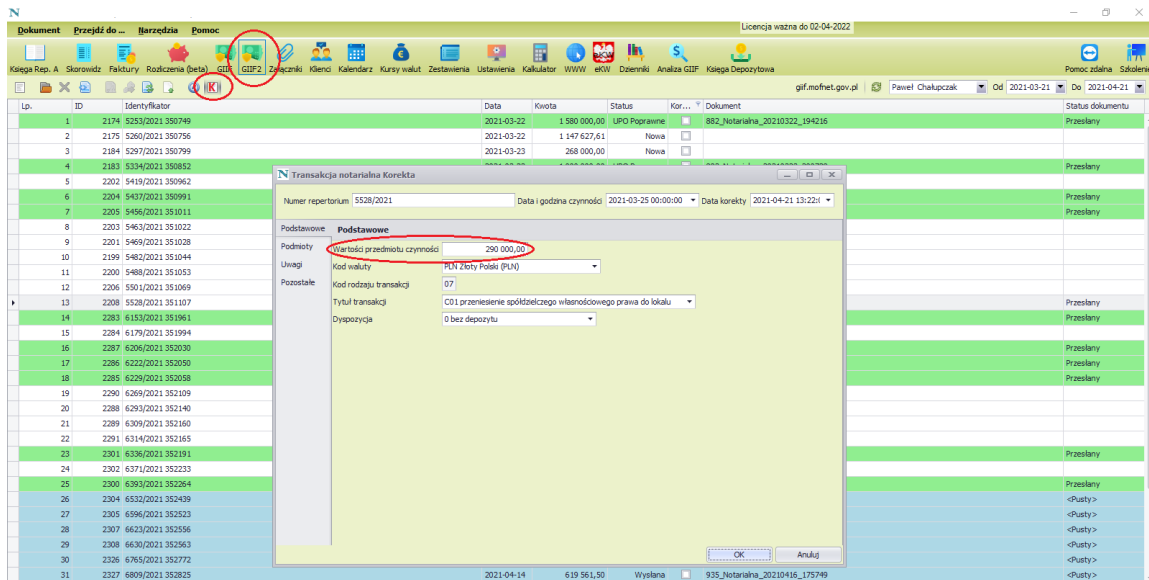 N
Licencja ważna do 02-04-2022
Dokument Przejdź do ... Narzędzia Pomoc
Księga Rep. A Skorowidz Faktury Rozliczenia (beta) GIIF GIIF2 Załączniki Klienci Kalendarz Kursy walut Zestawienia Ustawienia Kalkulator WWW eKW Dzienniki Analiza GIIF Księga Depozytowa Pomoc zdalna Szkolenie
K gif.mofnet.gov.pl Paweł Chałupczak Od 2021-03-21 Do 2021-04-21
Lp. ID Identyfikator Data Kwota Status Kor... Dokument Status dokumentu
1 2174 5253/2021 350749 2021-03-22 1 580 000,00 UPO Poprawne 882_Notarialna_20210322_194216 Przesłany
2 2175 5260/2021 350756 2021-03-22 1 147 627,61 Nowa
3 2184 5297/2021 350799 2021-03-23 268 000,00 Nowa
4 2183 5334/2021 350852 Przesłany
5 2202 5419/2021 350962
6 2204 5437/2021 350991 Przesłany
7 2205 5456/2021 351011 Przesłany
8 2203 5463/2021 351022
9 2201 5469/2021 351028
10 2199 5482/2021 351044
11 2200 5488/2021 351053
12 2206 5501/2021 351069
13 2208 5528/2021 351107 Przesłany
14 2283 6153/2021 351961 Przesłany
15 2284 6179/2021 351994
16 2287 6206/2021 352030 Przesłany
17 2286 6222/2021 352050 Przesłany
18 2285 6229/2021 352058 Przesłany
19 2290 6269/2021 352109
20 2288 6293/2021 352140
21 2289 6309/2021 352160
22 2291 6314/2021 352165
23 2301 6336/2021 352191 Przesłany
24 2302 6371/2021 352233
25 2300 6393/2021 352264 Przesłany
26 2304 6532/2021 352439 <Pusty>
27 2305 6596/2021 352523 <Pusty>
28 2307 6623/2021 352556 <Pusty>
29 2308 6630/2021 352563 <Pusty>
30 2326 6765/2021 352772 <Pusty>
31 2327 6809/2021 352825 2021-04-14 619 561,50 Wysłana 935_Notarialna_20210416_175749 <Pusty>
N Transakcja notarialna Korekta
Numer repertorium 5528/2021 Data i godzina czynności 2021-03-25 00:00:00 Data korekty 2021-04-21 13:22:(
Podstawowe
Podmioty
Uwagi
Pozostałe
Podstawowe
Wartości przedmiotu czynności 290 000,00
Kod waluty PLN Złoty Polski (PLN)
Kod rodzaju transakcji 07
Tytuł transakcji C01 przeniesienie spółdzielczego własnościowego prawa do lokalu
Dyspozycja 0 bez depozytu
OK Anuluj